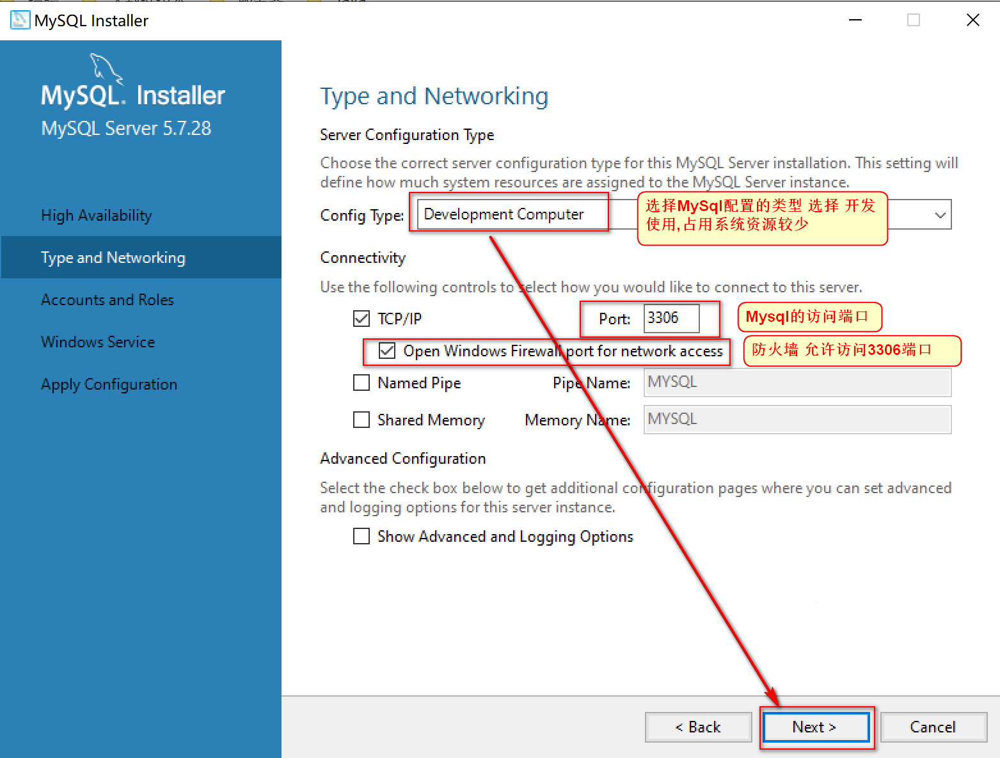 MySQL Installer
MySQL Installer
MySQL Server 5.7.28
High Availability
Type and Networking
Accounts and Roles
Windows Service
Apply Configuration
Type and Networking
Server Configuration Type
Choose the correct server configuration type for this MySQL Server installation. This setting will
define how much system resources are assigned to the MySQL Server instance.
Config Type: Development Computer
选择MySql配置的类型 选择 开发
使用,占用系统资源较少
Connectivity
Use the following controls to select how you would like to connect to this server.
TCP/IP Port: 3306 Mysql的访问端口
Open Windows Firewall port for network access 防火墙 允许访问3306端口
Named Pipe Pipe Name: MYSQL
Shared Memory Memory Name: MYSQL
Advanced Configuration
Select the check box below to get additional configuration pages where you can set advanced
and logging options for this server instance.
Show Advanced and Logging Options
< Back Next > Cancel